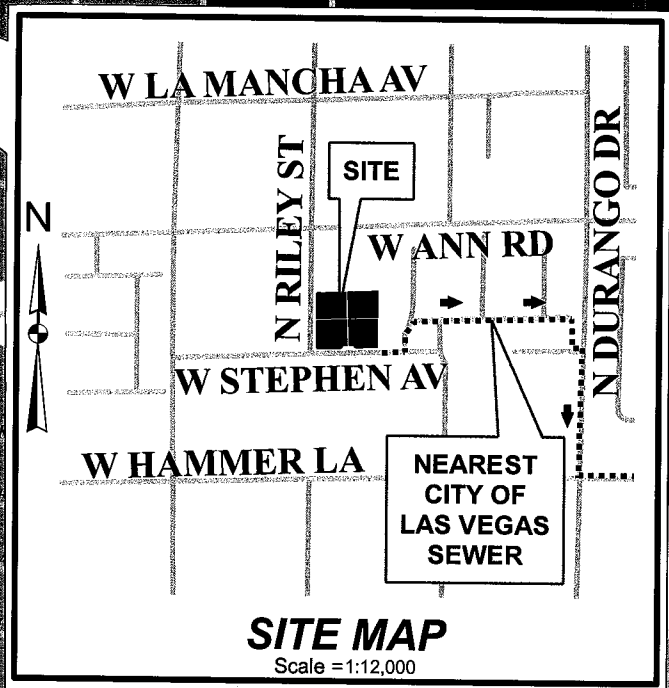 W LA MANCHA AV
N RILEY ST
SITE
N DURANGO DR
N
W ANN RD
W STEPHEN AV
W HAMMER LA
NEAREST
CITY OF
LAS VEGAS
SEWER
SITE MAP
Scale =1:12,000